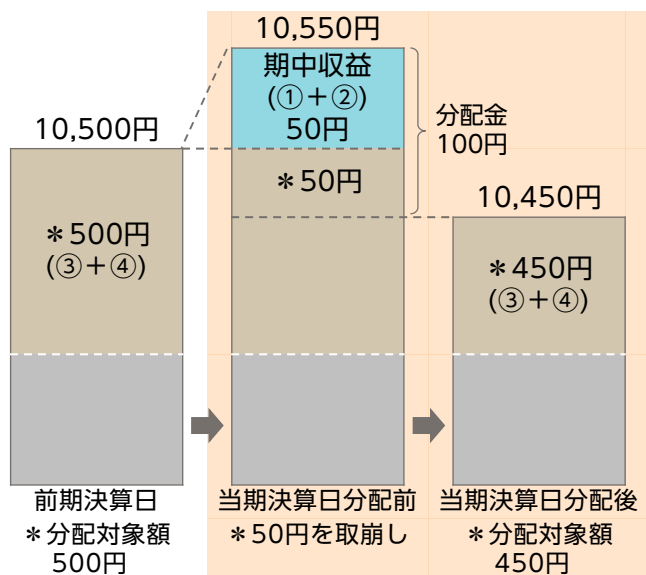 10,500円
＊500円
(③＋④)
前期決算日
＊分配対象額
500円
10,550円
期中収益
(①＋②)
50円
＊50円
分配金
100円
当期決算日分配前
＊50円を取崩し
10,450円
＊450円
(③＋④)
当期決算日分配後
＊分配対象額
450円